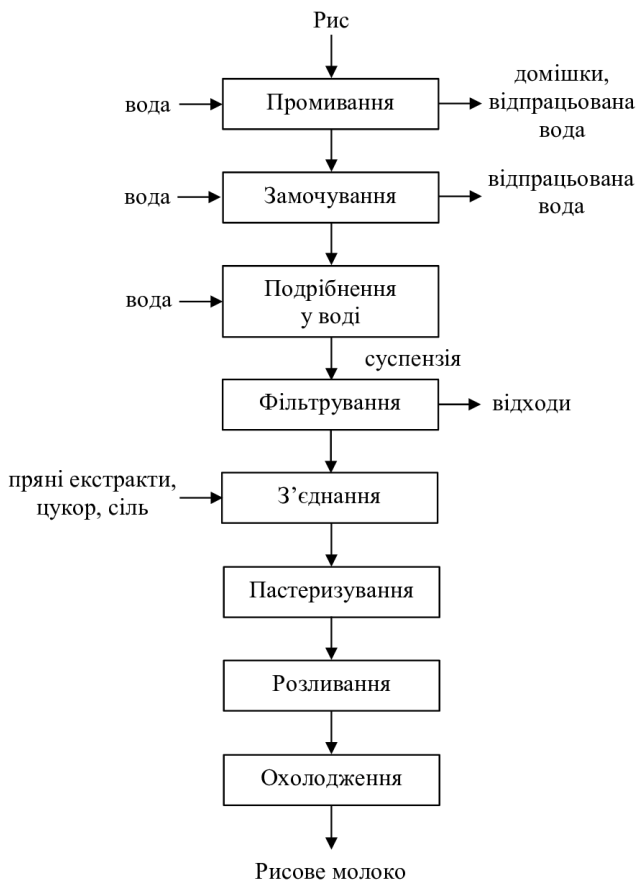 Рис
домішки,
вода
Промивання
відпрацьована
вода
вода
Замочування
відпрацьована
вода
вода
Подрібнення
у воді
суспензія
Фільтрування
відходи
пряні екстракти,
цукор, сіль
З’єднання
Пастеризування
Розливання
Охолодження
Рисове молоко